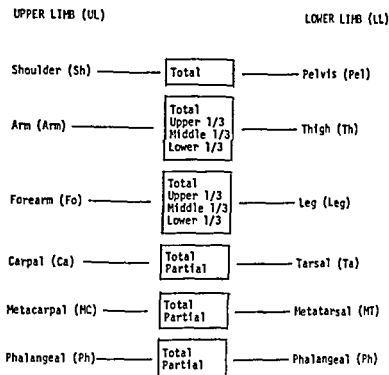 UPPER LIMB (UL)
LOWER LIMB (LL)
Shoulder (Sh)
Total
Pelvis (Pel)
Arm (Arm)
Total
Upper 1/3
Middle 1/3
Lower 1/3
Thigh (Th)
Forearm (Fo)
Total
Upper 1/3
Middle 1/3
Lower 1/3
Leg (Leg)
Carpal (Ca)
Total
Partial
Tarsal (Ta)
Metacarpal (MC)
Total
Partial
Metatarsal (MT)
Phalangeal (Ph)
Total
Partial
Phalangeal (Ph)